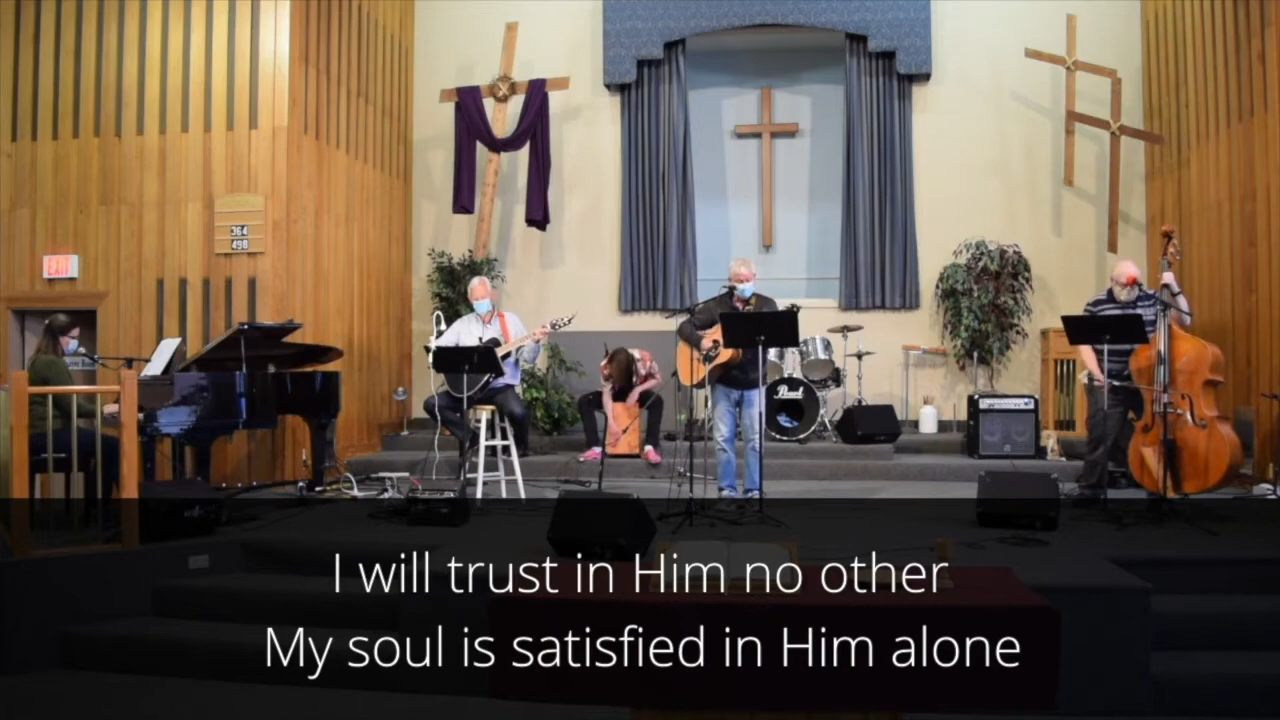 364
498
EXIT
Pearl
I will trust in Him no other
My soul is satisfied in Him alone